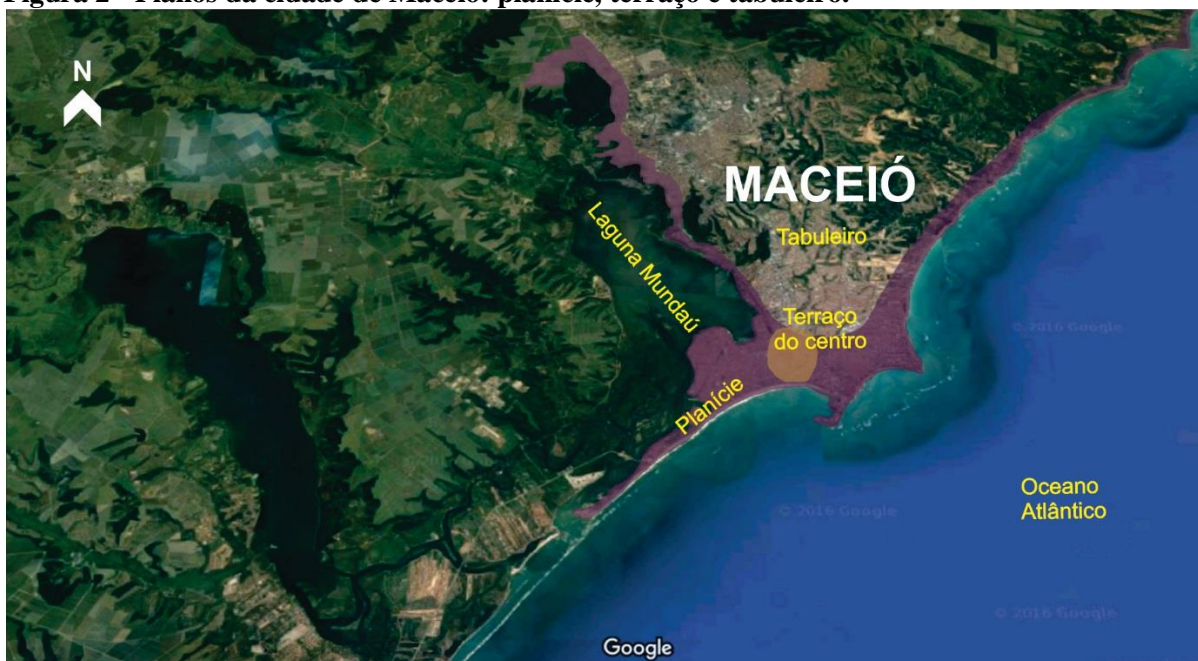 Figura 2 - Planos da cidade de Maceió: planície, terraço e tabuleiro.
N
MACEIÓ
Tabuleiro
Laguna Mundaú
Terraço
do centro
Planície
Oceano
Atlântico
© 2016 Google
© 2016 Google
© 2016 Google
Google